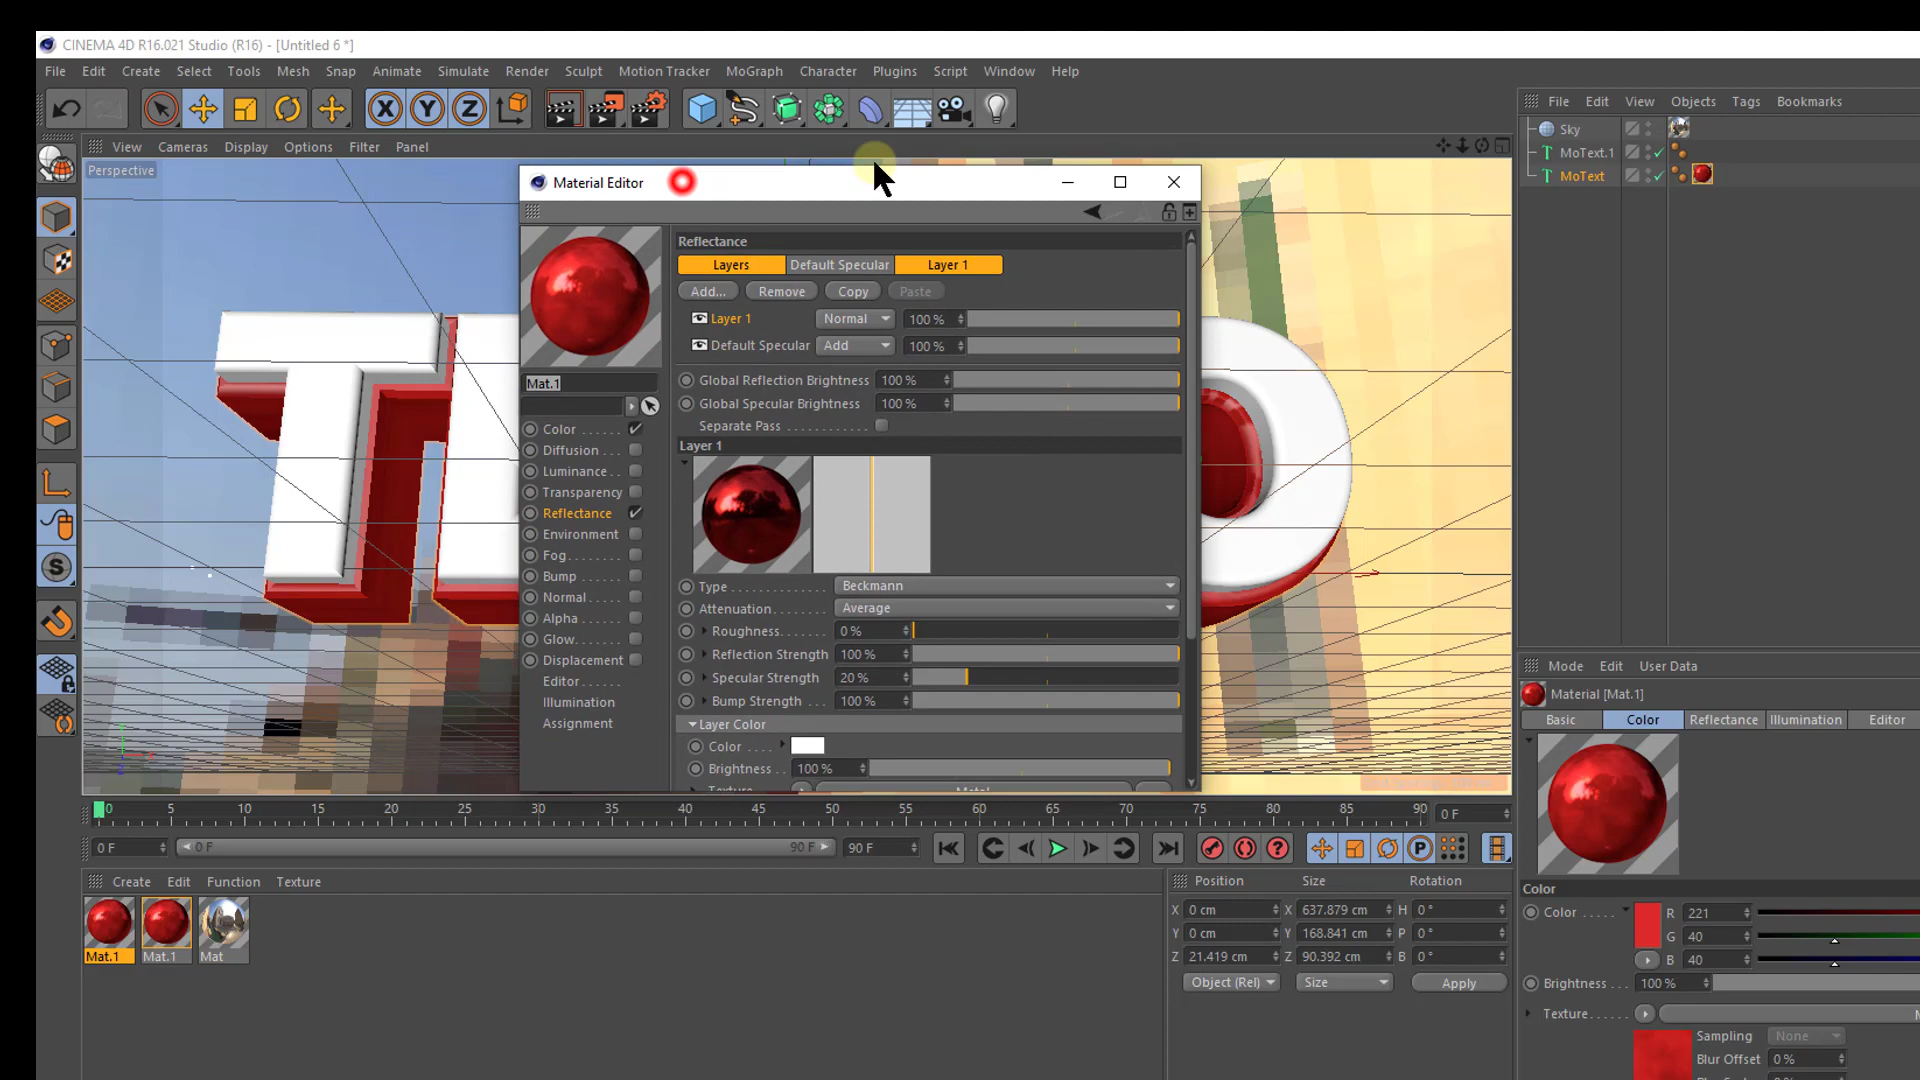 CINEMA 4D R16.021 Studio (R16) - [Untitled 6 *]
File Edit Create Select Tools Mesh Snap Animate Simulate Render Sculpt Motion Tracker MoGraph Character Plugins Script Window Help
X Y Z
File Edit View Objects Tags Bookmarks
Sky
MoText.1
MoText
View Cameras Display Options Filter Panel
Perspective
Material Editor
Reflectance
Layers Default Specular Layer 1
Add... Remove Copy Paste
Layer 1 Normal 100 %
Default Specular Add 100 %
Global Reflection Brightness 100 %
Global Specular Brightness 100 %
Separate Pass
Layer 1
Mat.1
Color
Diffusion
Luminance
Transparency
Reflectance
Environment
Fog
Bump
Normal
Alpha
Glow
Displacement
Editor
Illumination
Assignment
Type Beckmann
Attenuation Average
Roughness 0 %
Reflection Strength 100 %
Specular Strength 20 %
Bump Strength 100 %
Layer Color
Color
Brightness 100 %
Mode Edit User Data
Material [Mat.1]
Basic Color Reflectance Illumination Editor
Color
Color R 221
G 40
B 40
Brightness 100 %
Texture
Sampling None
Blur Offset 0 %
0 5 10 15 20 25 30 35 40 45 50 55 60 65 70 75 80 85 90 0 F
0 F 0 F 90 F 90 F
P
Create Edit Function Texture
Mat.1 Mat.1 Mat
Position Size Rotation
X 0 cm X 637.879 cm H 0 °
Y 0 cm Y 168.841 cm P 0 °
Z 21.419 cm Z 90.392 cm B 0 °
Object (Rel) Size Apply